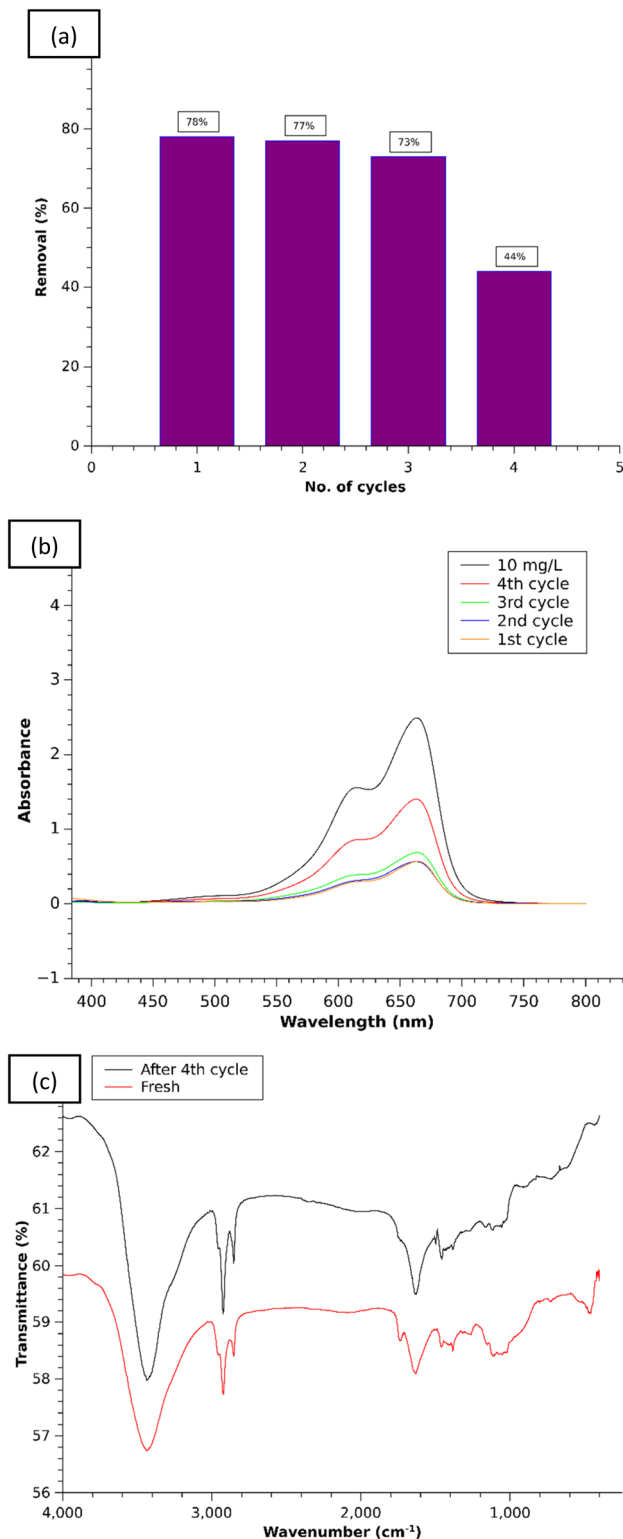 (a)
80
60
40
20
0
Removal (%)
78%
77%
73%
44%
0
1
2
3
4
5
No. of cycles
(b)
10 mg/L
4th cycle
3rd cycle
2nd cycle
1st cycle
4
3
2
1
0
−1
Absorbance
400
450
500
550
600
650
700
750
800
Wavelength (nm)
(c)
After 4th cycle
Fresh
62
61
60
59
58
57
56
Transmittance (%)
4,000
3,000
2,000
1,000
Wavenumber (cm⁻¹)